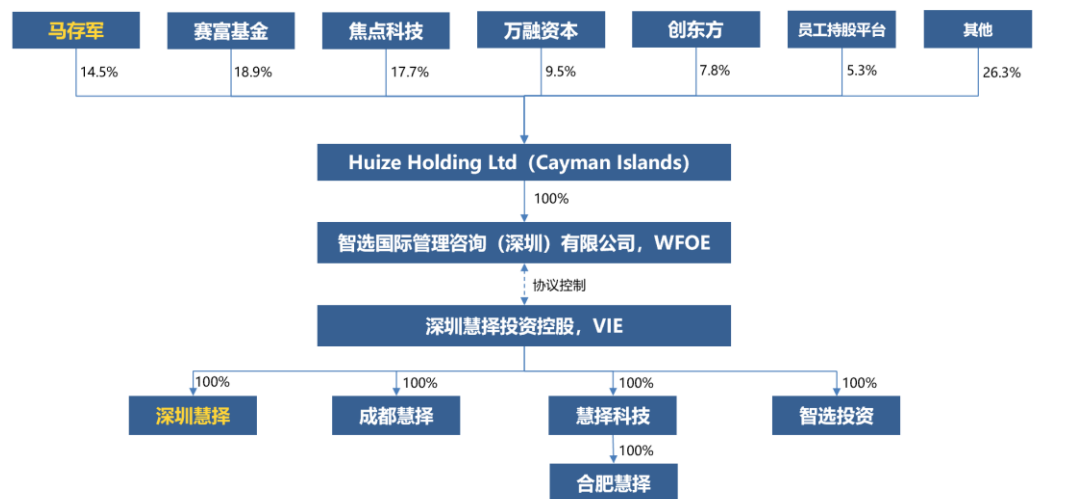 马存军
赛富基金
焦点科技
万融资本
创东方
员工持股平台
其他
14.5%
18.9%
17.7%
9.5%
7.8%
5.3%
26.3%
Huize Holding Ltd（Cayman Islands）
100%
智选国际管理咨询（深圳）有限公司，WFOE
协议控制
深圳慧择投资控股，VIE
100%
100%
100%
100%
深圳慧择
成都慧择
慧择科技
智选投资
100%
合肥慧择